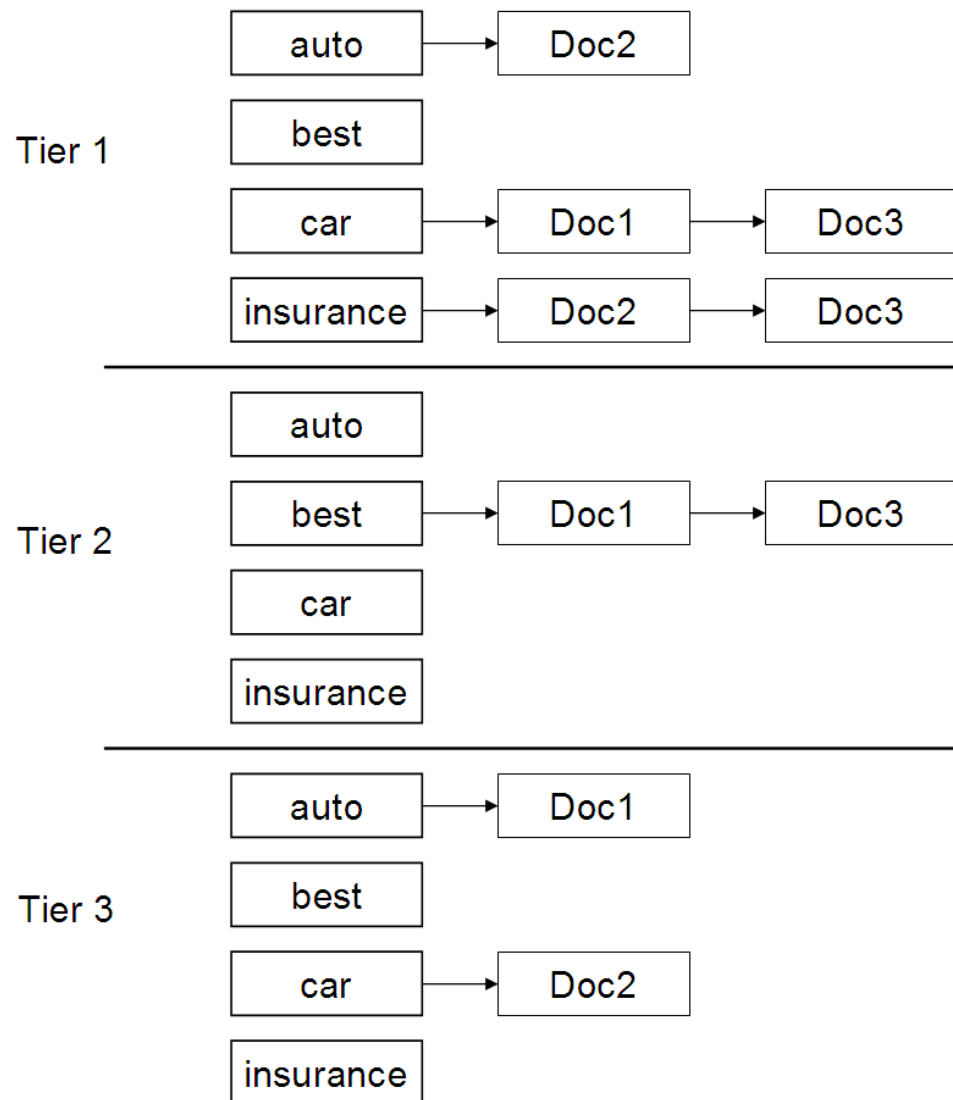 auto Doc2
Tier 1
best
car Doc1 Doc3
insurance Doc2 Doc3
auto
Tier 2
best Doc1 Doc3
car
insurance
auto Doc1
Tier 3
best
car Doc2
insurance